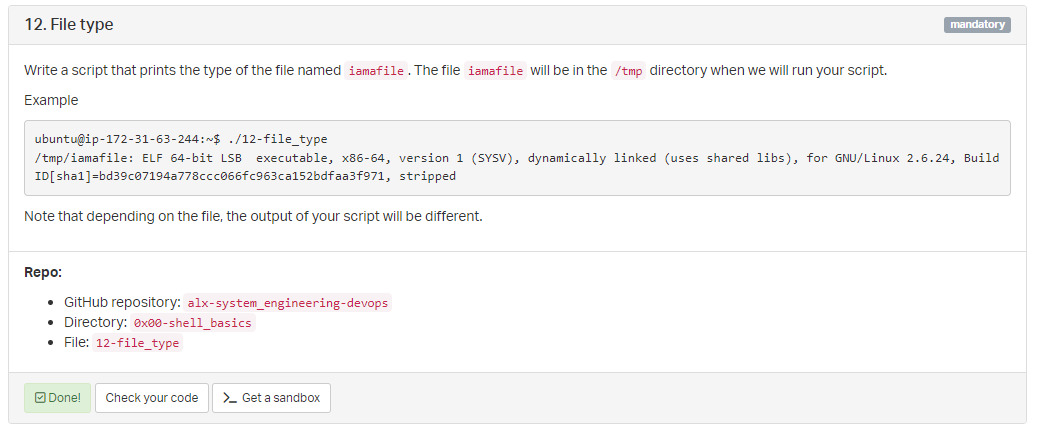 12. File type
mandatory
Write a script that prints the type of the file named iamafile. The file iamafile will be in the /tmp directory when we will run your script.
Example
ubuntu@ip-172-31-63-244:~$ ./12-file_type
/tmp/iamafile: ELF 64-bit LSB  executable, x86-64, version 1 (SYSV), dynamically linked (uses shared libs), for GNU/Linux 2.6.24, Build
ID[sha1]=bd39c07194a778ccc066fc963ca152bdfaa3f971, stripped
Note that depending on the file, the output of your script will be different.
Repo:
• GitHub repository: alx-system_engineering-devops
• Directory: 0x00-shell_basics
• File: 12-file_type
Done! Check your code >_ Get a sandbox